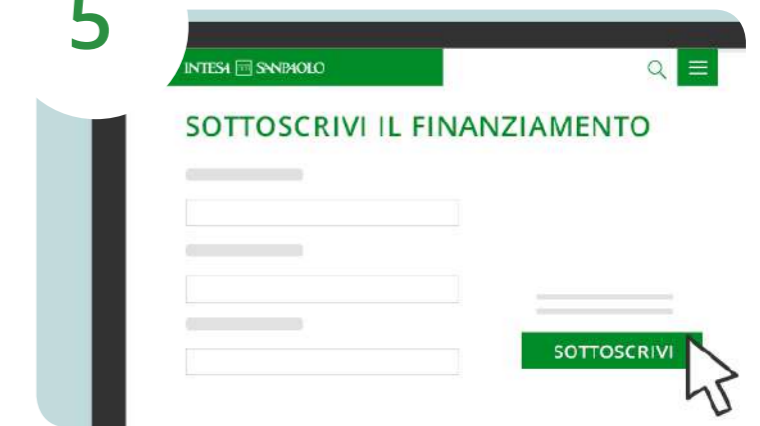 5
INTESA SANPAOLO
SOTTOSCRIVI IL FINANZIAMENTO
SOTTOSCRIVI